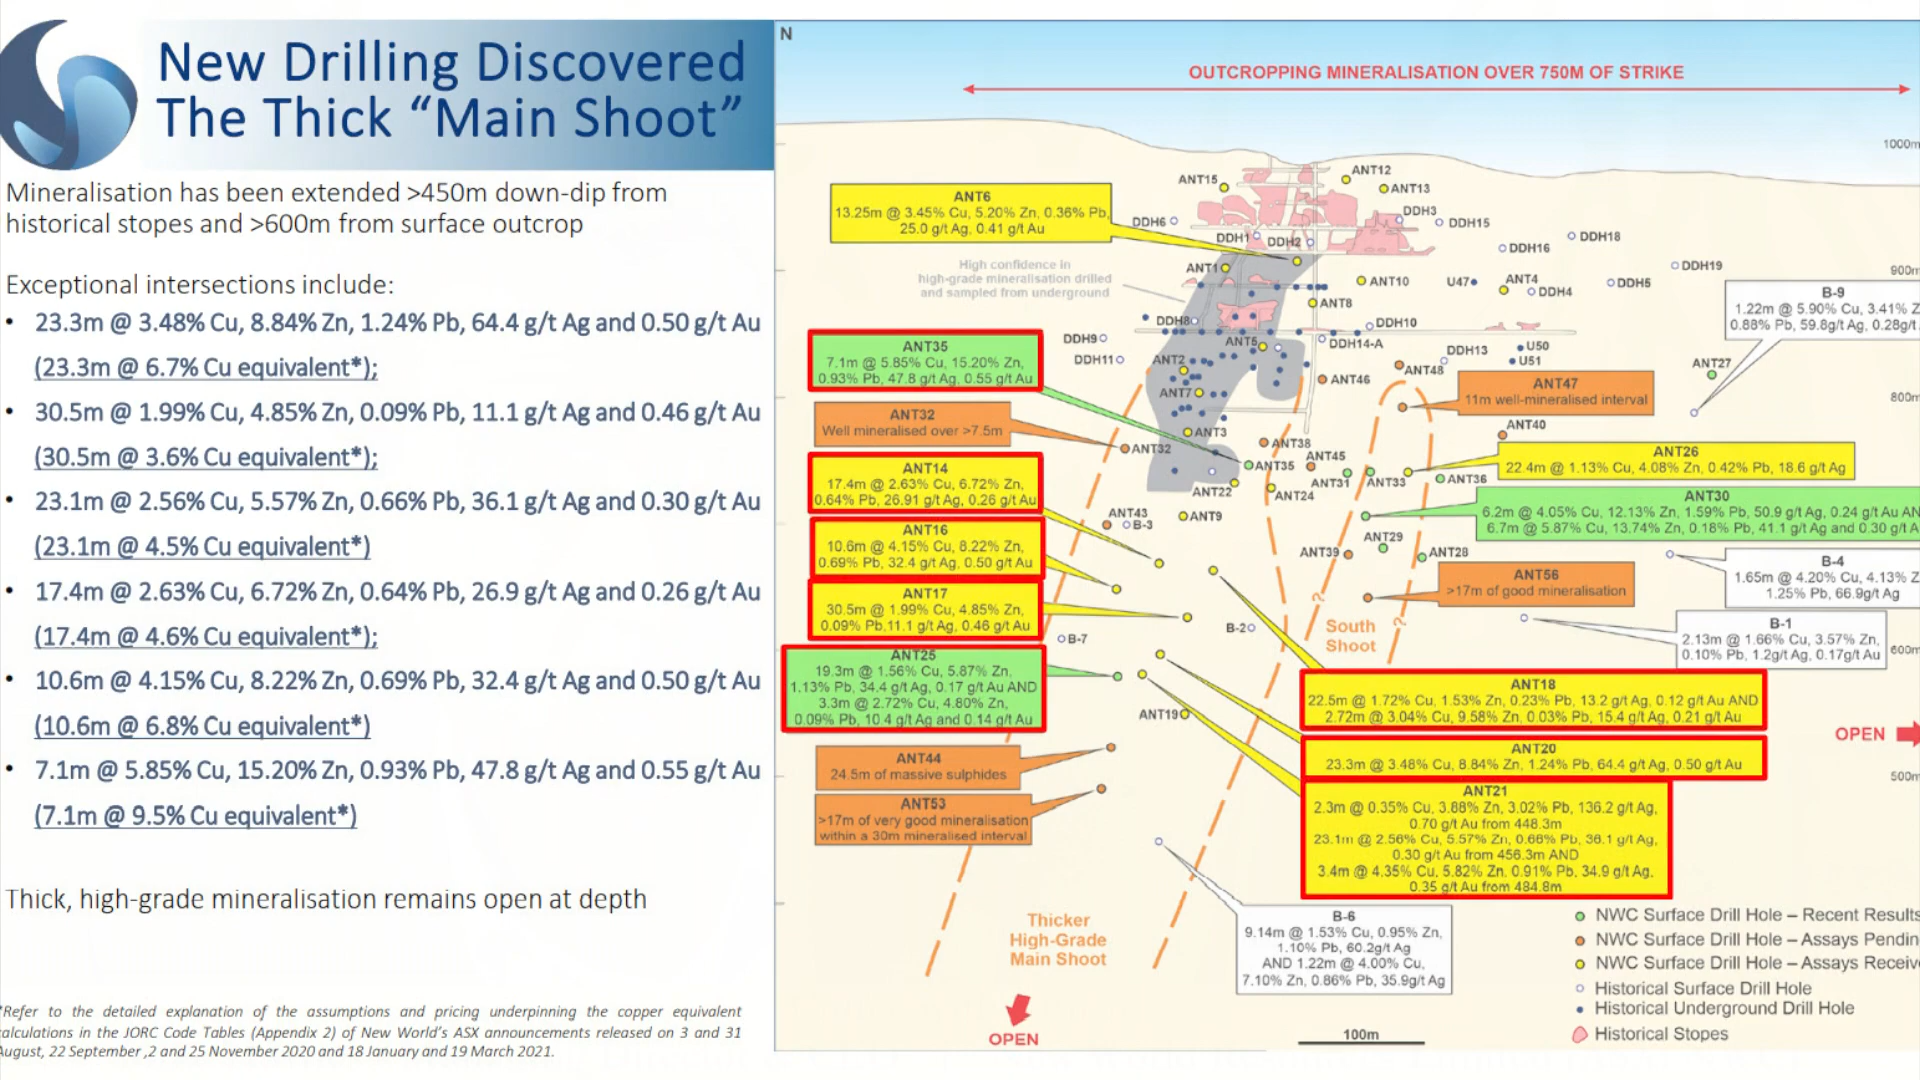 New Drilling Discovered
The Thick “Main Shoot”
Mineralisation has been extended >450m down-dip from
historical stopes and >600m from surface outcrop
Exceptional intersections include:
• 23.3m @ 3.48% Cu, 8.84% Zn, 1.24% Pb, 64.4 g/t Ag and 0.50 g/t Au
(23.3m @ 6.7% Cu equivalent*);
• 30.5m @ 1.99% Cu, 4.85% Zn, 0.09% Pb, 11.1 g/t Ag and 0.46 g/t Au
(30.5m @ 3.6% Cu equivalent*);
• 23.1m @ 2.56% Cu, 5.57% Zn, 0.66% Pb, 36.1 g/t Ag and 0.30 g/t Au
(23.1m @ 4.5% Cu equivalent*)
• 17.4m @ 2.63% Cu, 6.72% Zn, 0.64% Pb, 26.9 g/t Ag and 0.26 g/t Au
(17.4m @ 4.6% Cu equivalent*);
• 10.6m @ 4.15% Cu, 8.22% Zn, 0.69% Pb, 32.4 g/t Ag and 0.50 g/t Au
(10.6m @ 6.8% Cu equivalent*)
• 7.1m @ 5.85% Cu, 15.20% Zn, 0.93% Pb, 47.8 g/t Ag and 0.55 g/t Au
(7.1m @ 9.5% Cu equivalent*)
Thick, high-grade mineralisation remains open at depth
*Refer to the detailed explanation of the assumptions and pricing underpinning the copper equivalent
calculations in the JORC Code Tables (Appendix 2) of New World’s ASX announcements released on 3 and 31
August, 22 September ,2 and 25 November 2020 and 18 January and 19 March 2021.
N
OUTCROPPING MINERALISATION OVER 750M OF STRIKE
1000m
ANT12
ANT15
ANT13
ANT6
13.25m @ 3.45% Cu, 5.20% Zn, 0.36% Pb,
25.0 g/t Ag, 0.41 g/t Au
DDH6
DDH3
DDH15
DDH1
DDH2
DDH18
DDH16
High confidence in
high-grade mineralisation drilled
and sampled from underground
ANT1
DDH19
900m
ANT10
U47
ANT4
DDH4
DDH5
ANT8
B-9
1.22m @ 5.90% Cu, 3.41% Z
0.88% Pb, 59.8g/t Ag, 0.28g/t
DDH8
DDH10
DDH9
ANT5
DDH14-A
U50
DDH13
U51
DDH11
ANT2
ANT48
ANT27
ANT46
ANT35
7.1m @ 5.85% Cu, 15.20% Zn,
0.93% Pb, 47.8 g/t Ag, 0.55 g/t Au
ANT47
11m well-mineralised interval
800m
ANT7
ANT32
Well mineralised over >7.5m
ANT3
ANT40
ANT32
ANT38
ANT45
ANT26
22.4m @ 1.13% Cu, 4.08% Zn, 0.42% Pb, 18.6 g/t Ag
ANT35
ANT31
ANT33
ANT36
ANT14
17.4m @ 2.63% Cu, 6.72% Zn,
0.64% Pb, 26.91 g/t Ag, 0.26 g/t Au
ANT22
ANT24
ANT30
6.2m @ 4.05% Cu, 12.13% Zn, 1.59% Pb, 50.9 g/t Ag, 0.24 g/t Au AN
6.7m @ 5.87% Cu, 13.74% Zn, 0.18% Pb, 41.1 g/t Ag and 0.30 g/t A
ANT43
B-3
ANT9
ANT16
10.6m @ 4.15% Cu, 8.22% Zn,
0.69% Pb, 32.4 g/t Ag, 0.50 g/t Au
ANT29
ANT39
ANT28
B-4
1.65m @ 4.20% Cu, 4.13% Z
1.25% Pb, 66.9g/t Ag
ANT56
>17m of good mineralisation
ANT17
30.5m @ 1.99% Cu, 4.85% Zn,
0.09% Pb,11.1 g/t Ag, 0.46 g/t Au
?
?
South
Shoot
B-2
B-7
B-1
2.13m @ 1.66% Cu, 3.57% Zn,
0.10% Pb, 1.2g/t Ag, 0.17g/t Au
600m
ANT25
19.3m @ 1.56% Cu, 5.87% Zn,
1.13% Pb, 34.4 g/t Ag, 0.17 g/t Au AND
3.3m @ 2.72% Cu, 4.80% Zn,
0.09% Pb, 10.4 g/t Ag and 0.14 g/t Au
ANT18
22.5m @ 1.72% Cu, 1.53% Zn, 0.23% Pb, 13.2 g/t Ag, 0.12 g/t Au AND
2.72m @ 3.04% Cu, 9.58% Zn, 0.03% Pb, 15.4 g/t Ag, 0.21 g/t Au
ANT19
OPEN
ANT20
23.3m @ 3.48% Cu, 8.84% Zn, 1.24% Pb, 64.4 g/t Ag, 0.50 g/t Au
ANT44
24.5m of massive sulphides
500m
ANT21
2.3m @ 0.35% Cu, 3.88% Zn, 3.02% Pb, 136.2 g/t Ag,
0.70 g/t Au from 448.3m
23.1m @ 2.56% Cu, 5.57% Zn, 0.66% Pb, 36.1 g/t Ag,
0.30 g/t Au from 456.3m AND
3.4m @ 4.35% Cu, 5.82% Zn, 0.91% Pb, 34.9 g/t Ag,
0.35 g/t Au from 484.8m
ANT53
>17m of very good mineralisation
within a 30m mineralised interval
Thicker
High-Grade
Main Shoot
B-6
9.14m @ 1.53% Cu, 0.95% Zn,
1.10% Pb, 60.2g/t Ag
AND 1.22m @ 4.00% Cu,
7.10% Zn, 0.86% Pb, 35.9g/t Ag
OPEN
100m
NWC Surface Drill Hole – Recent Results
NWC Surface Drill Hole – Assays Pendin
NWC Surface Drill Hole – Assays Receive
Historical Surface Drill Hole
Historical Underground Drill Hole
Historical Stopes